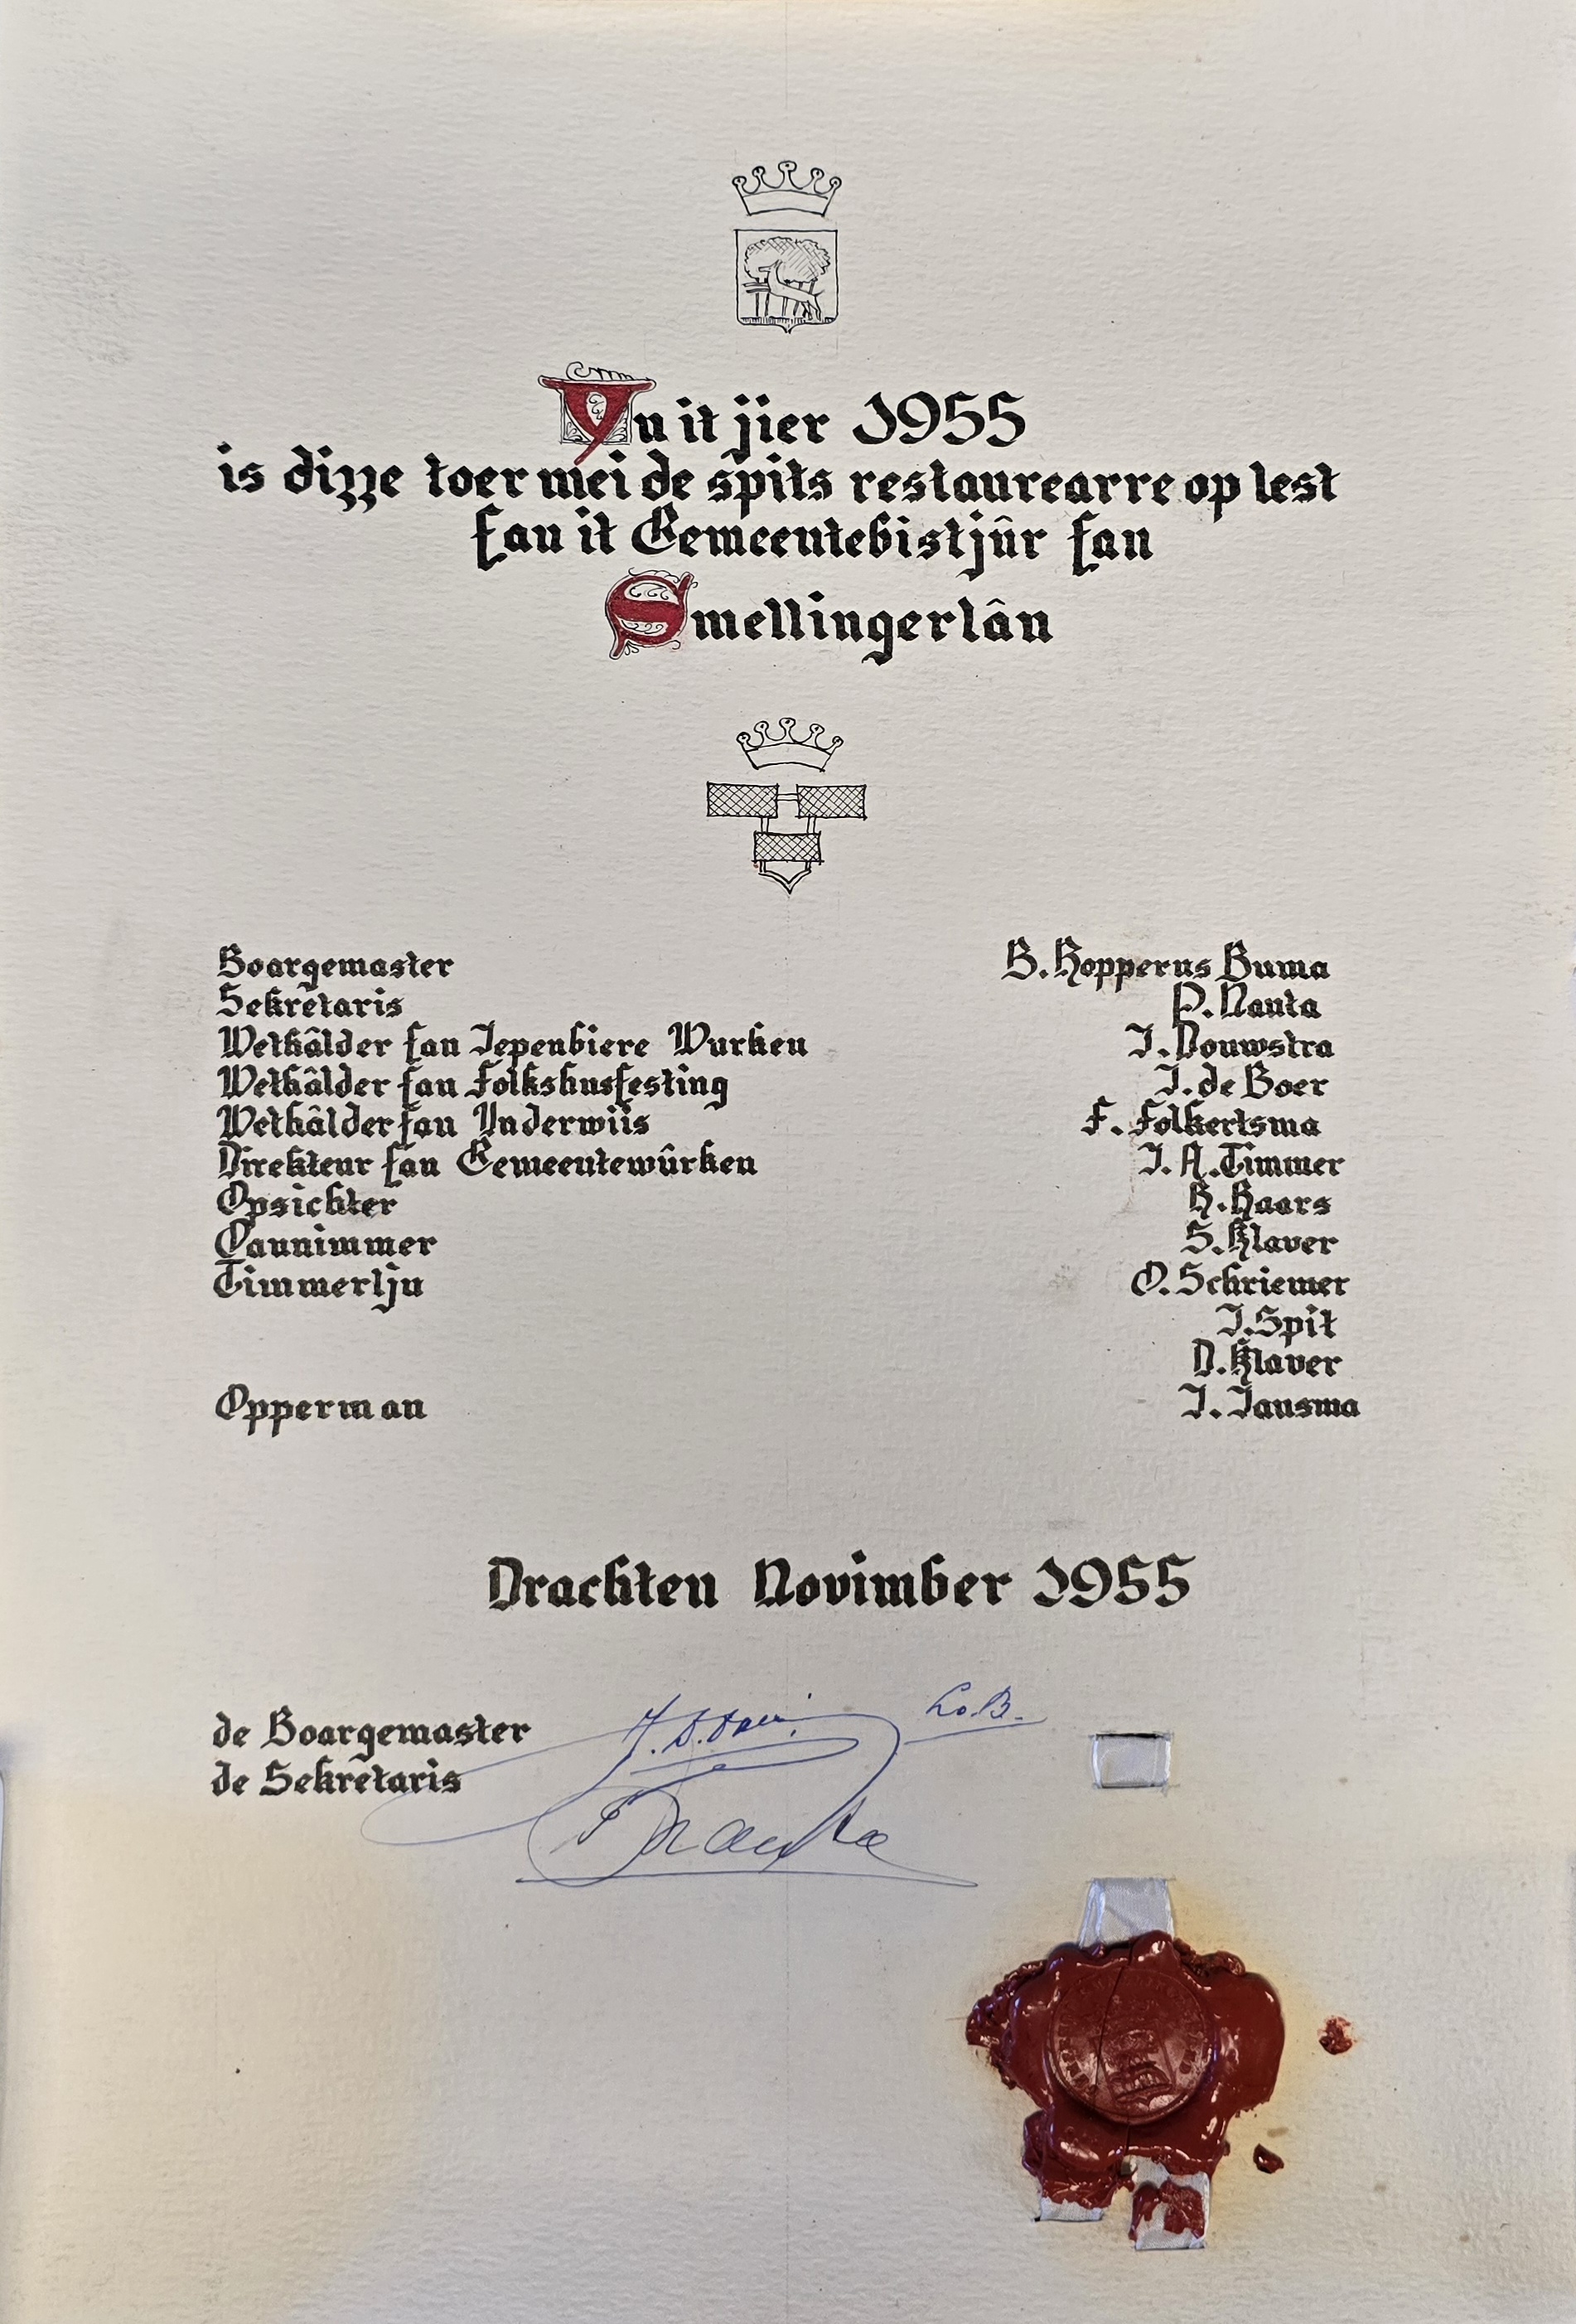 Yn it jier 1955
is dizze toer mei de spits restaurearre op lest
fan it Gemeentebistjûr fan
Smellingerlân
Boargemaster B. Hopperus Buma
Sekretaris P. Nauta
Wethâlder fan Iepenbiere Wurken J. Douwstra
Wethâlder fan Folkshusfesting J. de Boer
Wethâlder fan Underwiis F. Folkertsma
Direkteur fan Gemeentewûrken J. A. Timmer
Opsichter H. Haars
Oannimmer S. Klaver
Timmerlju O. Schriemer
J. Spit
D. Klaver
Opperman J. Jansma
Drachten Novimber 1955
de Boargemaster Lo.B.
de Sekretaris
P Nauta